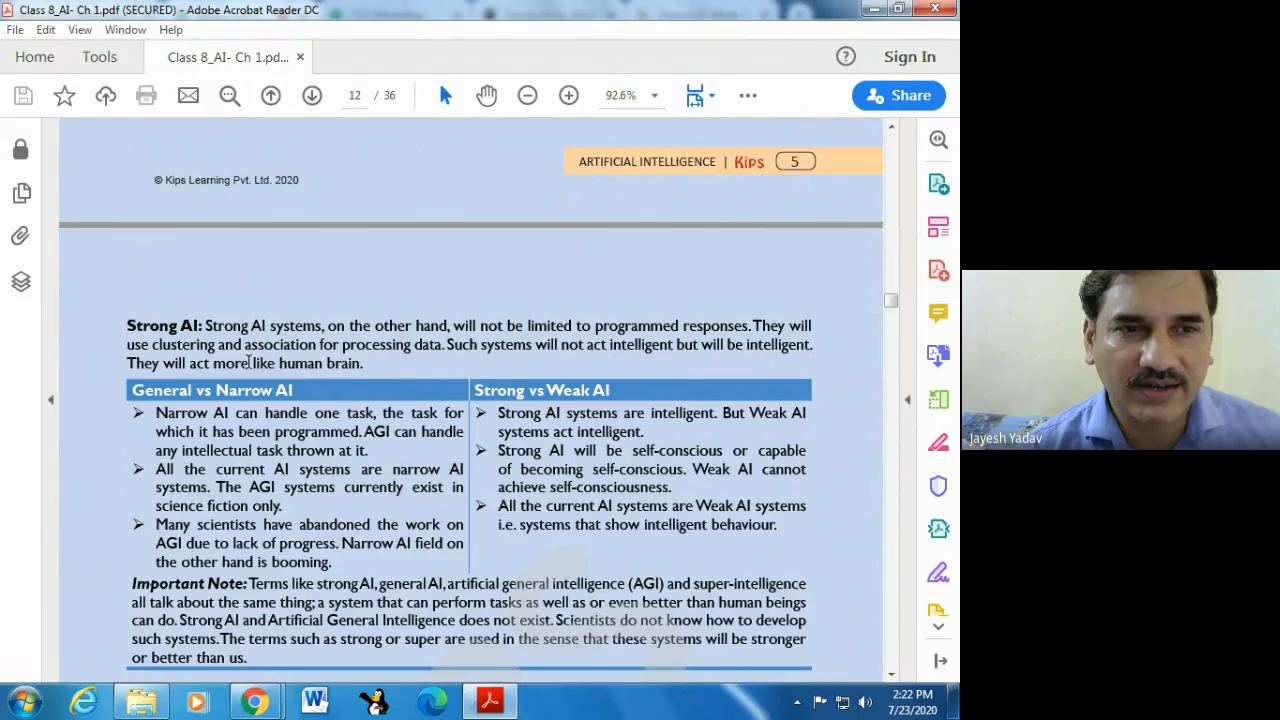 Class 8_AI- Ch 1.pdf (SECURED) - Adobe Acrobat Reader DC
File Edit View Window Help
Home Tools Class 8_AI- Ch 1.pd... × Sign In
12 / 36 92.6% Share
ARTIFICIAL INTELLIGENCE | Kips 5
© Kips Learning Pvt. Ltd. 2020
Strong AI: Strong AI systems, on the other hand, will not be limited to programmed responses. They will
use clustering and association for processing data. Such systems will not act intelligent but will be intelligent.
They will act more like human brain.
General vs Narrow AI
➢ Narrow AI can handle one task, the task for
which it has been programmed. AGI can handle
any intellectual task thrown at it.
➢ All the current AI systems are narrow AI
systems. The AGI systems currently exist in
science fiction only.
➢ Many scientists have abandoned the work on
AGI due to lack of progress. Narrow AI field on
the other hand is booming.
Strong vs Weak AI
➢ Strong AI systems are intelligent. But Weak AI
systems act intelligent.
➢ Strong AI will be self-conscious or capable
of becoming self-conscious. Weak AI cannot
achieve self-consciousness.
➢ All the current AI systems are Weak AI systems
i.e. systems that show intelligent behaviour.
Important Note: Terms like strong AI, general AI, artificial general intelligence (AGI) and super-intelligence
all talk about the same thing; a system that can perform tasks as well as or even better than human beings
can do. Strong AI and Artificial General Intelligence does not exist. Scientists do not know how to develop
such systems. The terms such as strong or super are used in the sense that these systems will be stronger
or better than us.
Jayesh Yadav
2:22 PM
7/23/2020